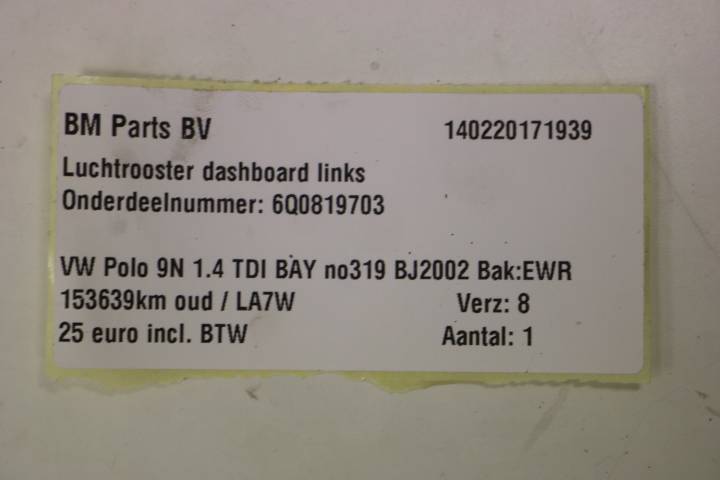 BM Parts BV 140220171939
Luchtrooster dashboard links
Onderdeelnummer: 6Q0819703
VW Polo 9N 1.4 TDI BAY no319 BJ2002 Bak:EWR
153639km oud / LA7W Verz: 8
25 euro incl. BTW Aantal: 1